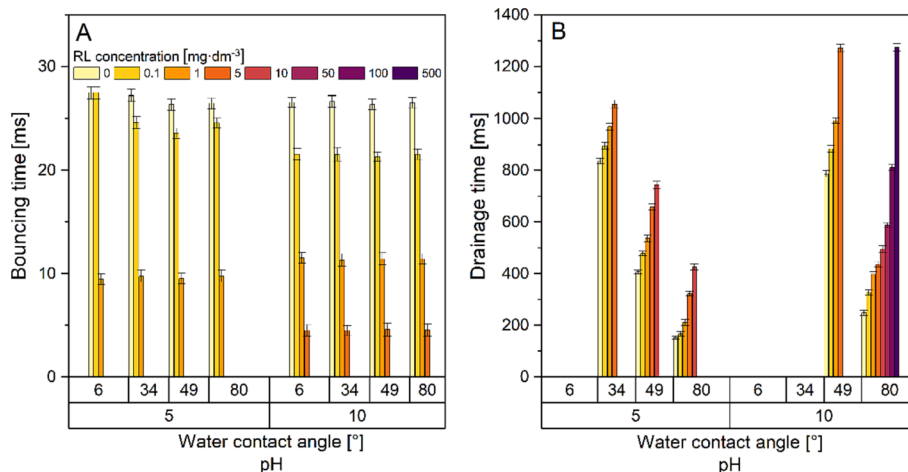 A
RL concentration [mg·dm⁻³]
0 0.1 1 5 10 50 100 500
Bouncing time [ms]
30
20
10
0
6 34 49 80 6 34 49 80
5 10
Water contact angle [°]
pH
B
Drainage time [ms]
1400
1200
1000
800
600
400
200
0
6 34 49 80 6 34 49 80
5 10
Water contact angle [°]
pH